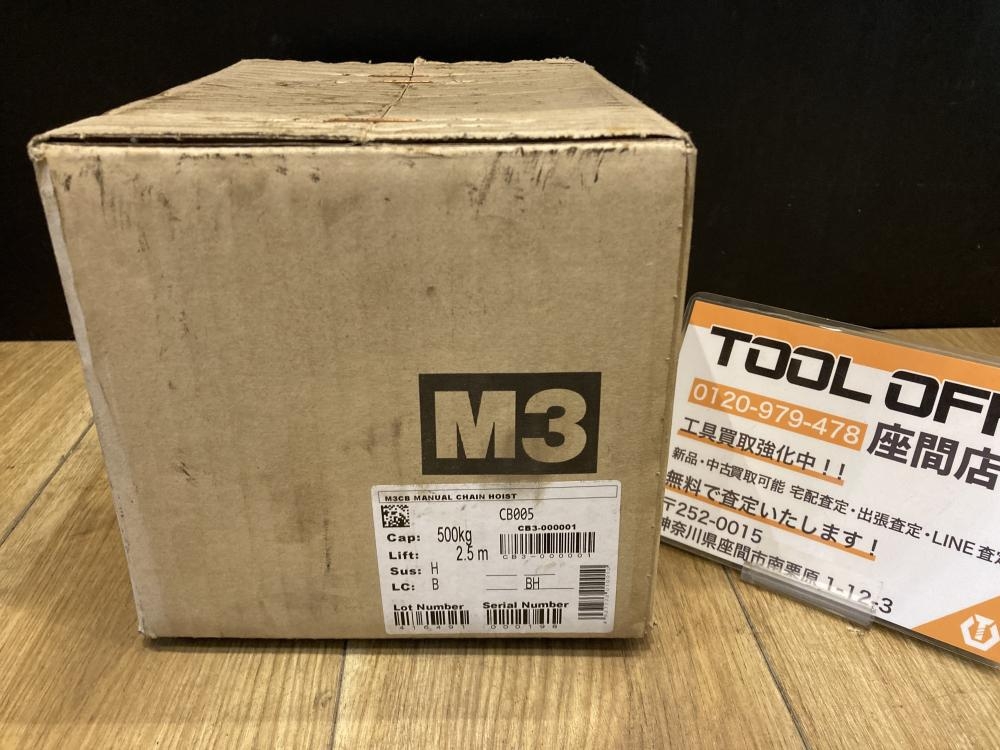 M3
M3CB MANUAL CHAIN HOIST
CB005
CB3-000001
Cap: 500kg
CB3-000001
Lift: 2.5 m
Sus: H
LC: B BH
Lot Number Serial Number
416491 000198
TOOL OFF
0120-979-478 座間店
工具買取強化中!!
新品・中古買取可能 宅配査定・出張査定・LINE査定
無料で査定いたします!
〒252-0015
神奈川県座間市南栗原 1-12-3